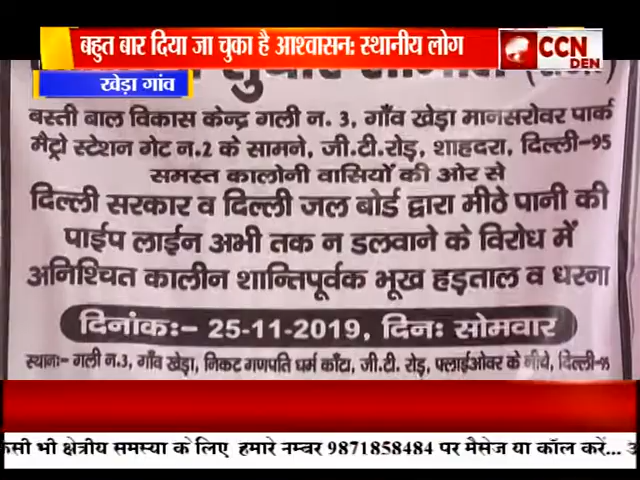 बहुत बार दिया जा चुका है आश्वासन: स्थानीय लोग
CCN
DEN
खेड़ा गांव
बस्ती बाल विकास केन्द्र गली न. 3, गाँव खेड़ा मानसरोवर पार्क
मैट्रो स्टेशन गेट न.2 के सामने, जी.टी.रोड़, शाहदरा, दिल्ली-95
समस्त कालोनी वासियों की ओर से
दिल्ली सरकार व दिल्ली जल बोर्ड द्वारा मीठे पानी की
पाईप लाईन अभी तक न डलवाने के विरोध में
अनिश्चित कालीन शान्तिपूर्वक भूख हड़ताल व धरना
दिनांक:- 25-11-2019, दिन: सोमवार
स्थान:- गली न.3, गाँव खेड़ा, निकट गणपति धर्म काँटा, जी.टी. रोड़, फ्लाईओवर के नीचे, दिल्ली-95
भी क्षेत्रीय समस्या के लिए हमारे नम्बर 9871858484 पर मैसेज या कॉल करें...